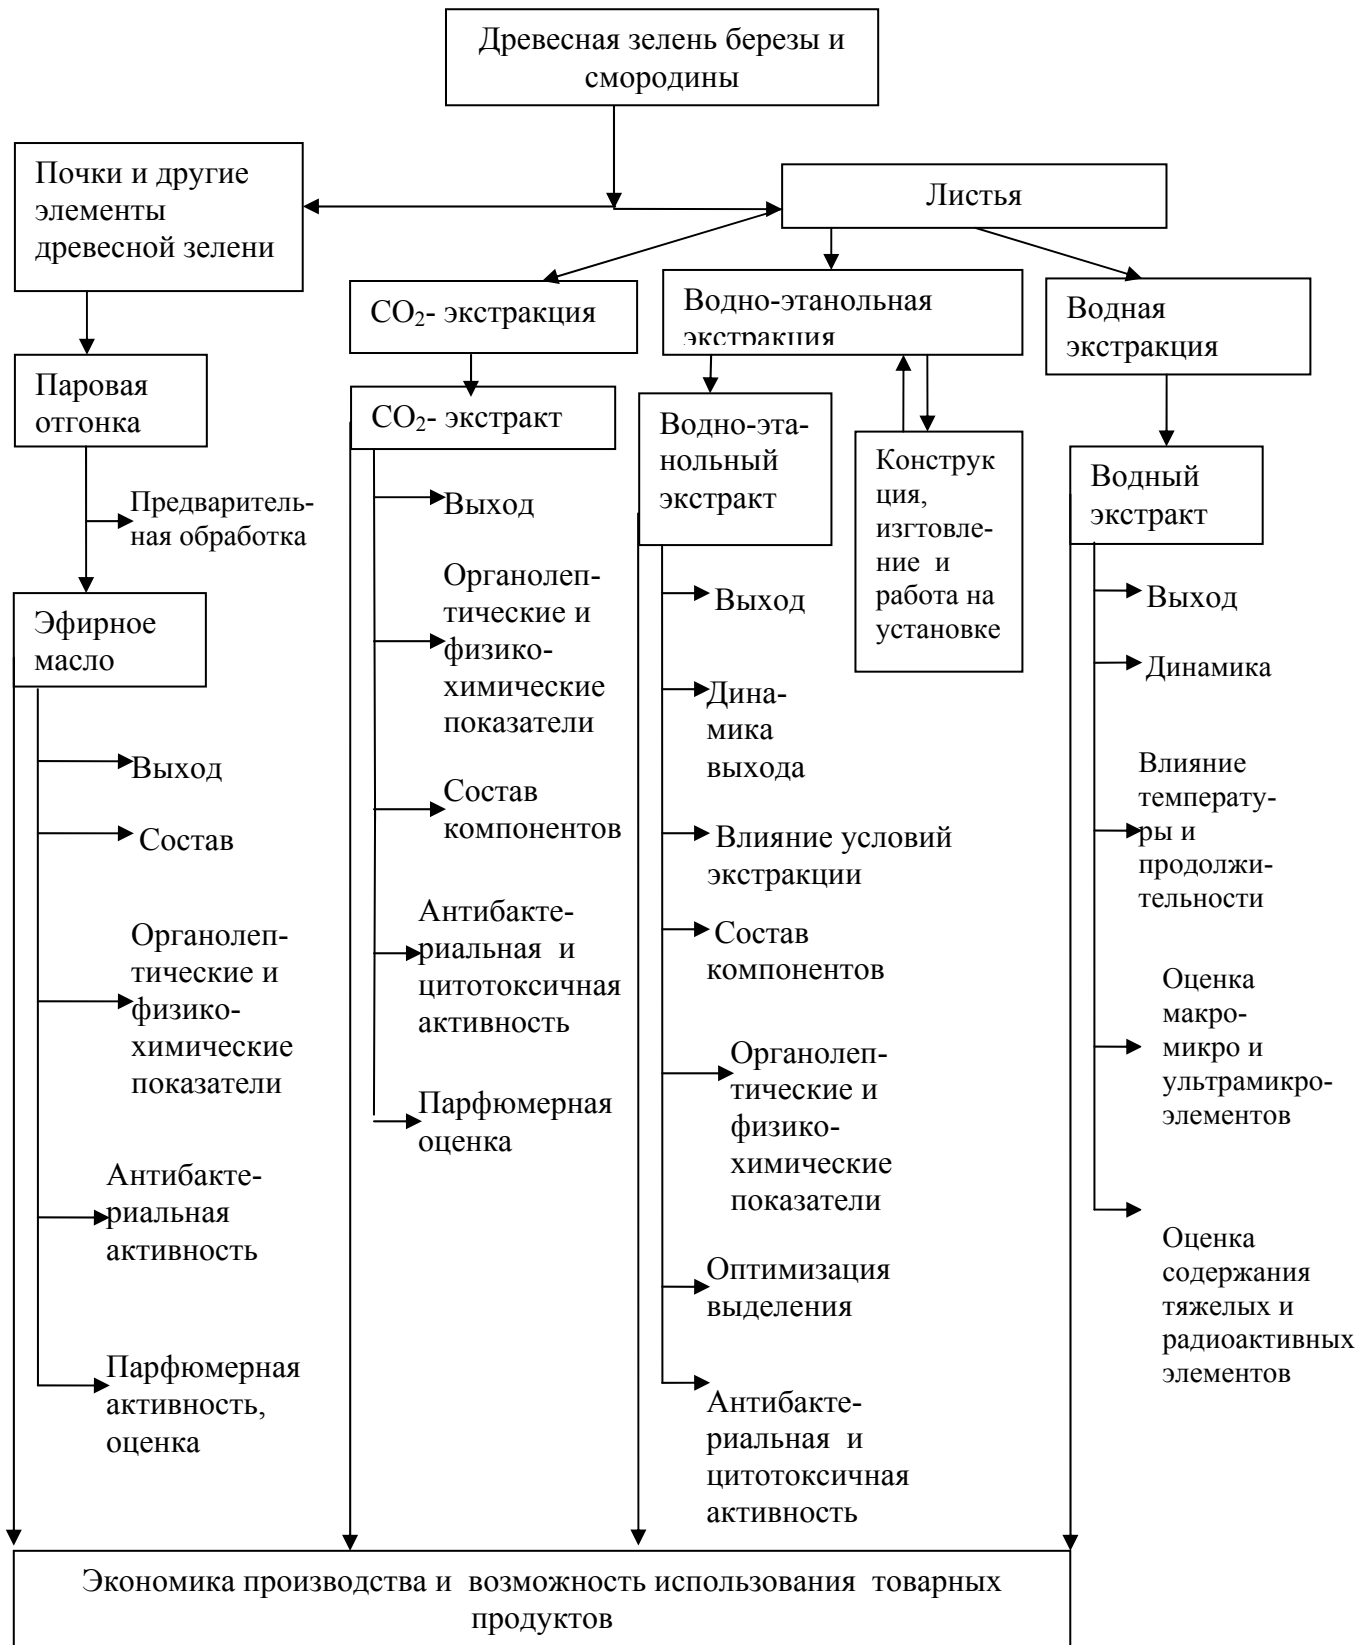 Древесная зелень березы и
смородины
Почки и другие
элементы
древесной зелени
Листья
CO₂- экстракция
Водно-этанольная
экстракция
Водная
экстракция
Паровая
отгонка
CO₂- экстракт
Водно-эта-
нольный
экстракт
Конструк
ция,
изгтовле-
ние и
работа на
установке
Водный
экстракт
Предваритель-
ная обработка
Эфирное
масло
Выход
Состав
Органолеп-
тические и
физико-
химические
показатели
Антибакте-
риальная
активность
Парфюмерная
активность,
оценка
Выход
Органолеп-
тические и
физико-
химические
показатели
Состав
компонентов
Антибакте-
риальная и
цитотоксичная
активность
Парфюмерная
оценка
Выход
Дина-
мика
выхода
Влияние условий
экстракции
Состав
компонентов
Органолеп-
тические и
физико-
химические
показатели
Оптимизация
выделения
Антибакте-
риальная и
цитотоксичная
активность
Выход
Динамика
Влияние
температу-
ры и
продолжи-
тельности
Оценка
макро-
микро и
ультрамикро-
элементов
Оценка
содержания
тяжелых и
радиоактивных
элементов
Экономика производства и возможность использования товарных
продуктов